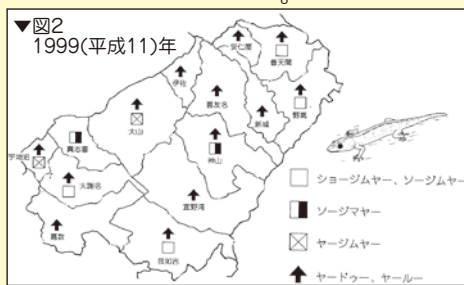 ▼図2
1999(平成11)年
安仁屋
普天間
伊佐
喜友名
新城
野嵩
大山
真志喜
神山
宇地泊
大謝名
宜野湾
嘉数
我如古
ショージムヤー、ソージムヤー
ソージマヤー
ヤージムヤー
ヤードゥー、ヤールー